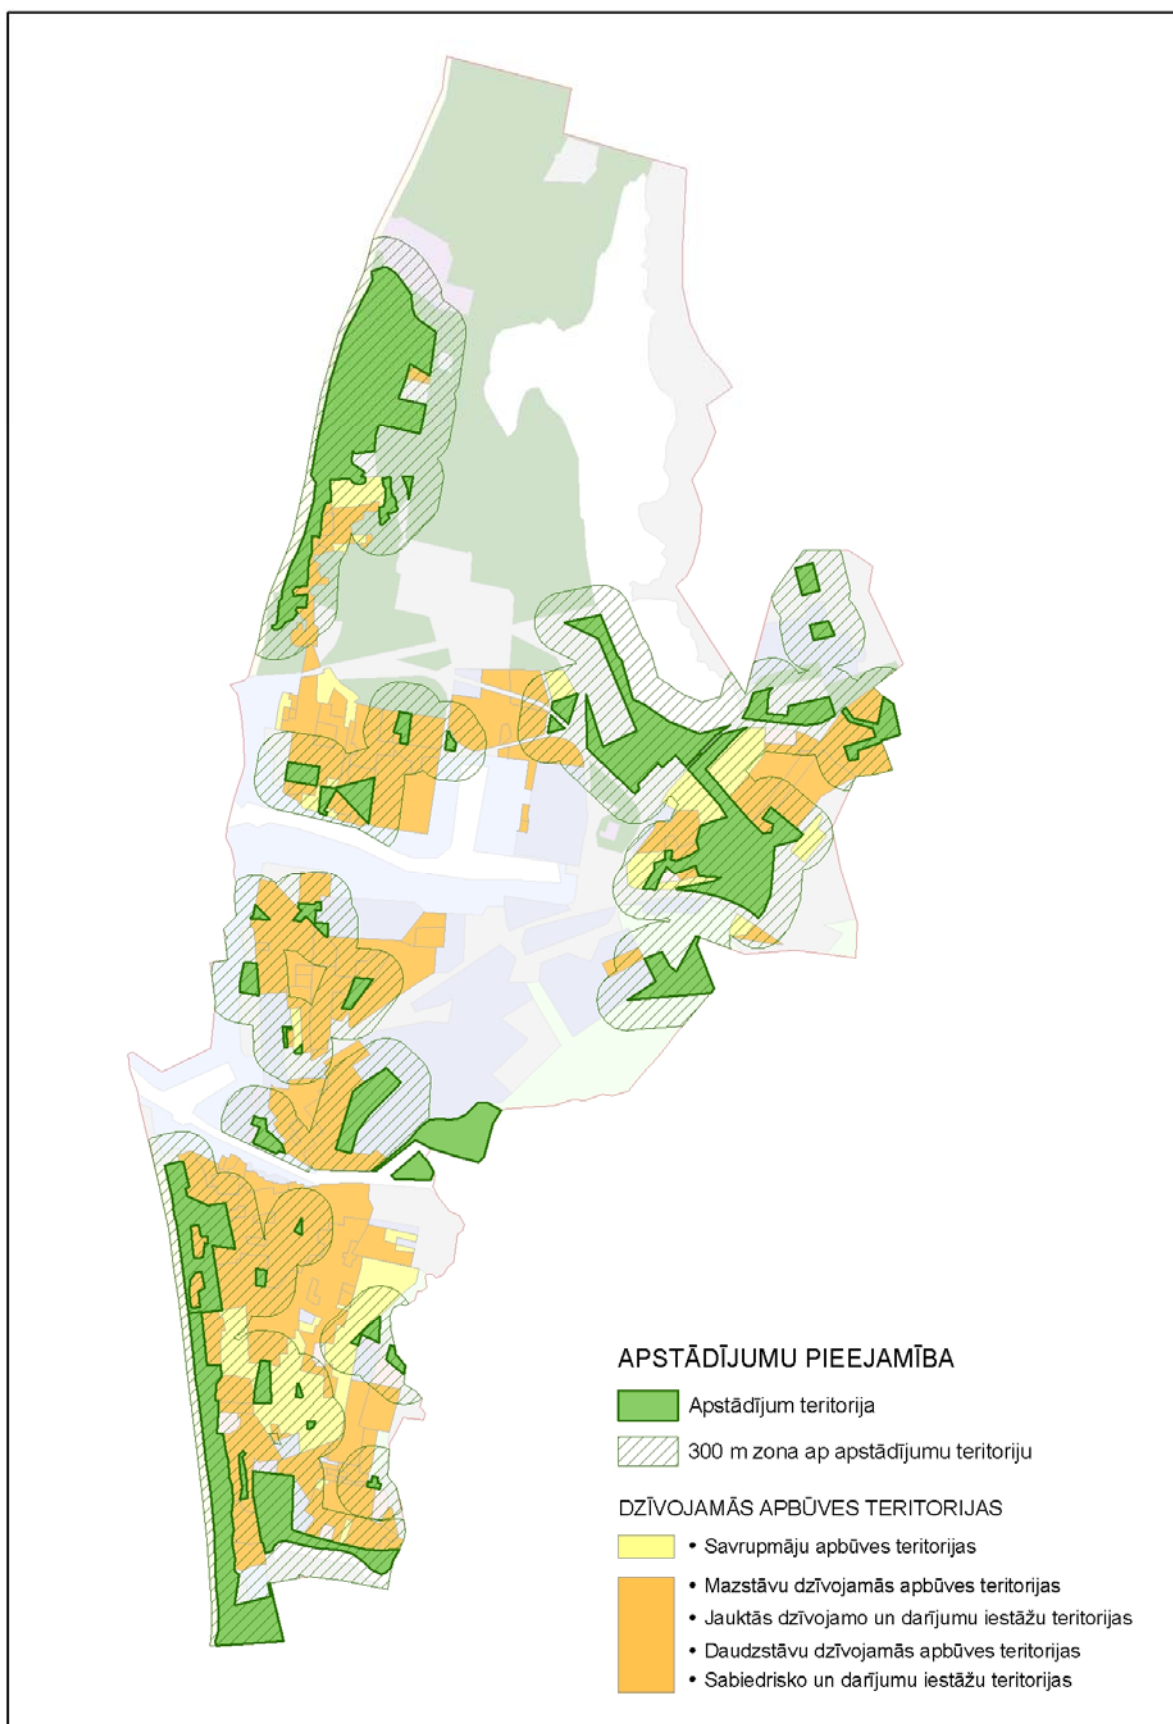 APSTĀDĪJUMU PIEEJAMĪBA
Apstādījum teritorija
300 m zona ap apstādījumu teritoriju
DZĪVOJAMĀS APBŪVES TERITORIJAS
• Savrupmāju apbūves teritorijas
• Mazstāvu dzīvojamās apbūves teritorijas
• Jauktās dzīvojamo un darījumu iestāžu teritorijas
• Daudzstāvu dzīvojamās apbūves teritorijas
• Sabiedrisko un darījumu iestāžu teritorijas